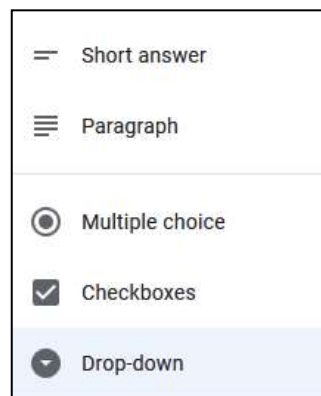 Short answer
Paragraph
Multiple choice
Checkboxes
Drop-down